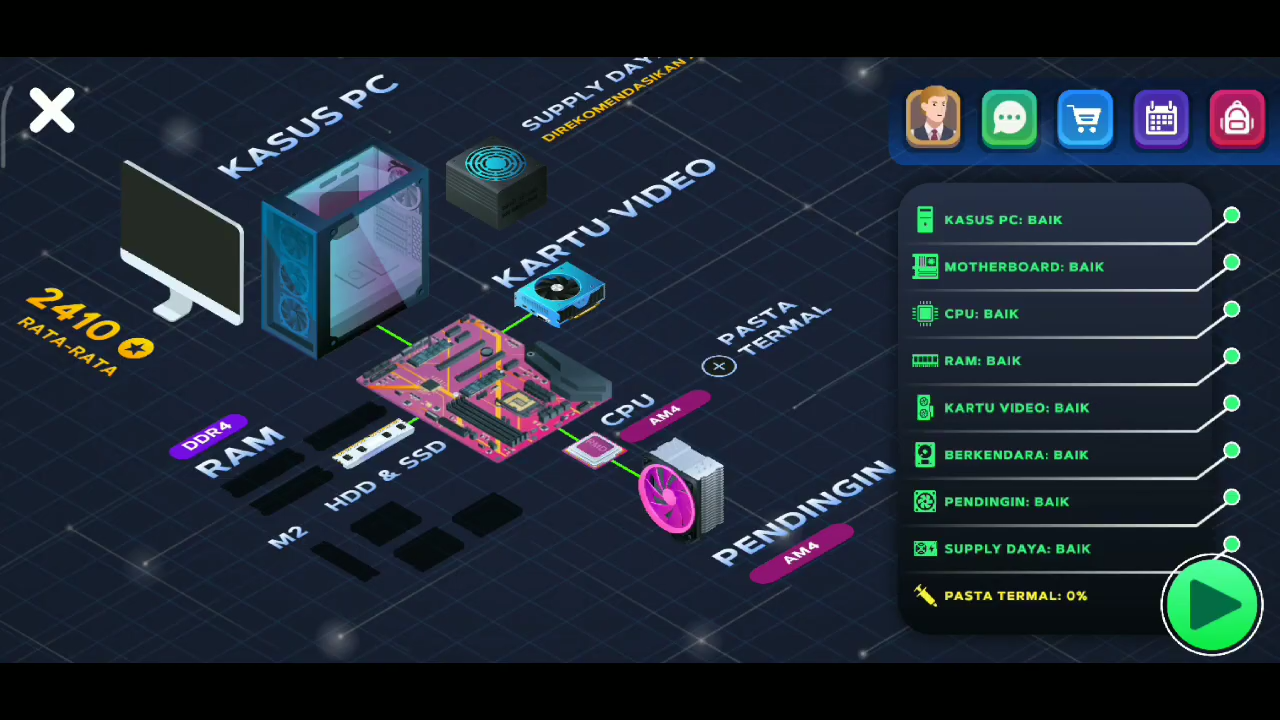 KASUS PC
SUPPLY DAYA
KARTU VIDEO
2410
RATA-RATA
PASTA
TERMAL
DDR4
RAM
CPU
AM4
HDD & SSD
M2
PENDINGIN
AM4
KASUS PC: BAIK
MOTHERBOARD: BAIK
CPU: BAIK
RAM: BAIK
KARTU VIDEO: BAIK
BERKENDARA: BAIK
PENDINGIN: BAIK
SUPPLY DAYA: BAIK
PASTA TERMAL: 0%